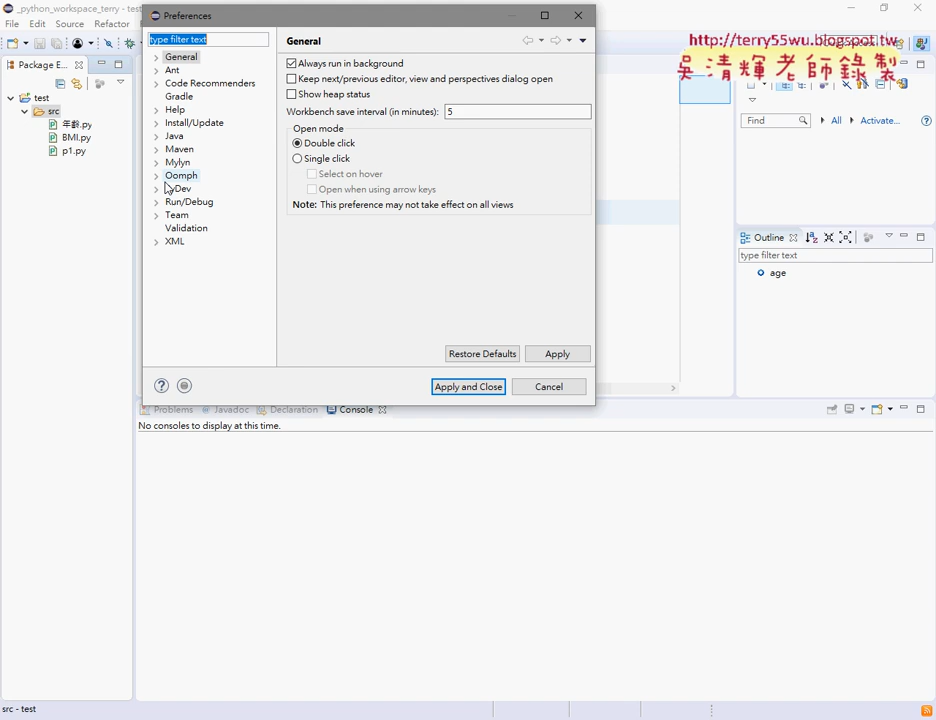 _python_workspace_terry - test
Preferences
File Edit Source Refactor
http://terry55wu.blogspot.tw
吳清輝老師錄製
type filter text
General
Package E...
General
Ant
Code Recommenders
Gradle
Help
Install/Update
Java
Maven
Mylyn
Oomph
Dev
Run/Debug
Team
Validation
XML
test
src
年齡.py
BMI.py
p1.py
Always run in background
Keep next/previous editor, view and perspectives dialog open
Show heap status
Workbench save interval (in minutes): 5
Open mode
Double click
Single click
Select on hover
Open when using arrow keys
Note: This preference may not take effect on all views
Restore Defaults Apply
Apply and Close Cancel
Find All Activate...
Outline
type filter text
age
Problems Javadoc Declaration Console
No consoles to display at this time.
src - test